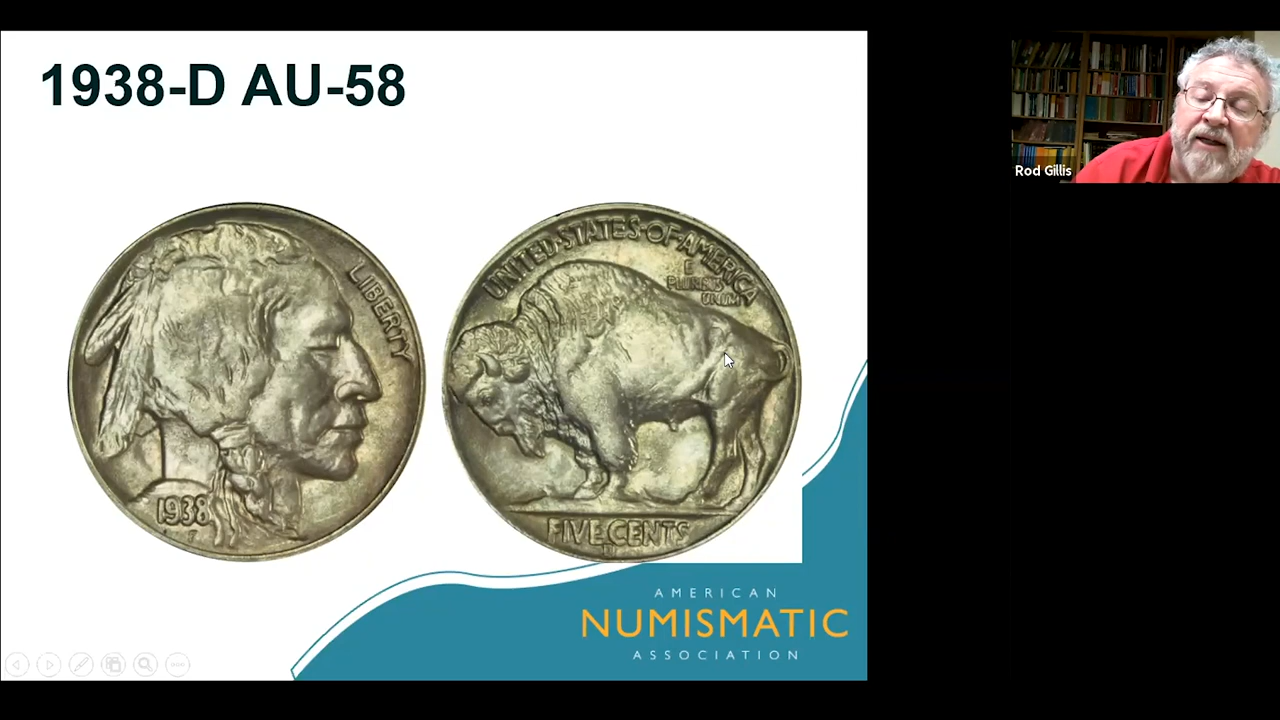 1938-D AU-58
Rod Gillis
LIBERTY
1938
UNITED·STATES·OF·AMERICA
E
PLURIBUS
UNUM
FIVE CENTS
D
AMERICAN
NUMISMATIC
ASSOCIATION